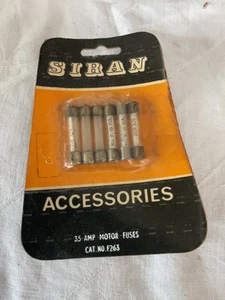 SIRAN
ACCESSORIES
35 AMP MOTOR FUSES
CAT.NO.F268